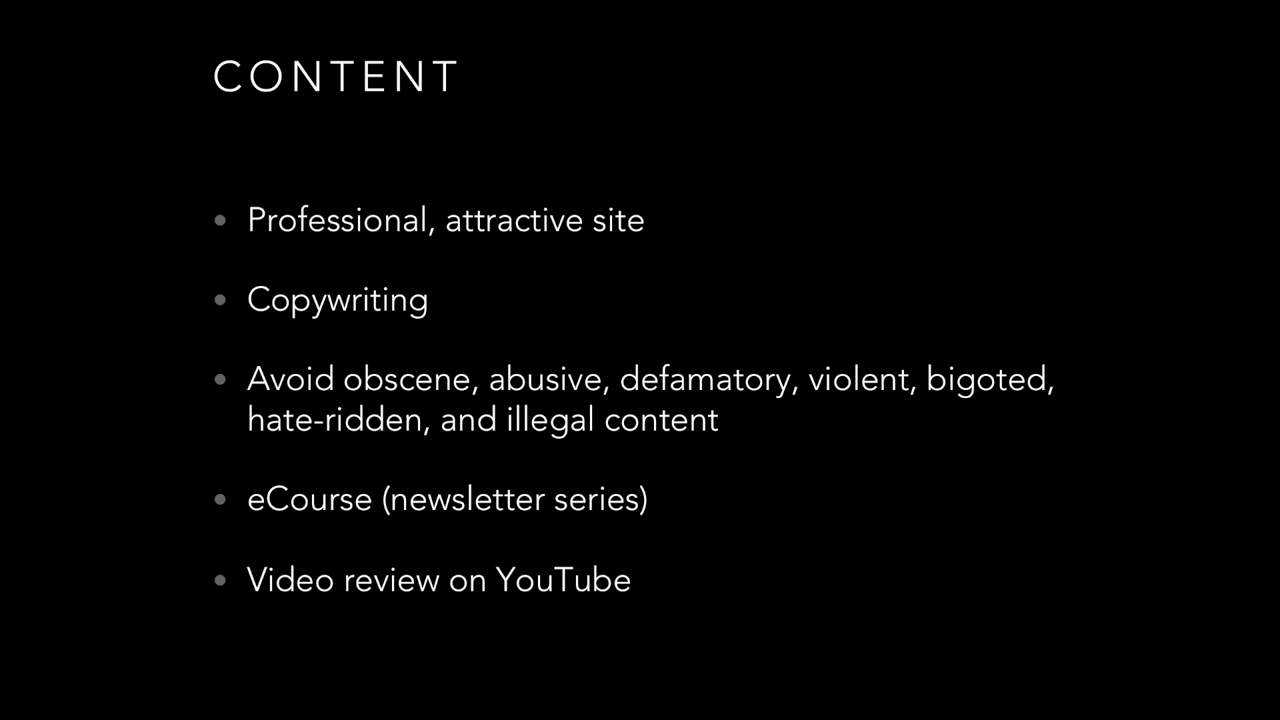 CONTENT
• Professional, attractive site
• Copywriting
• Avoid obscene, abusive, defamatory, violent, bigoted,
hate-ridden, and illegal content
• eCourse (newsletter series)
• Video review on YouTube